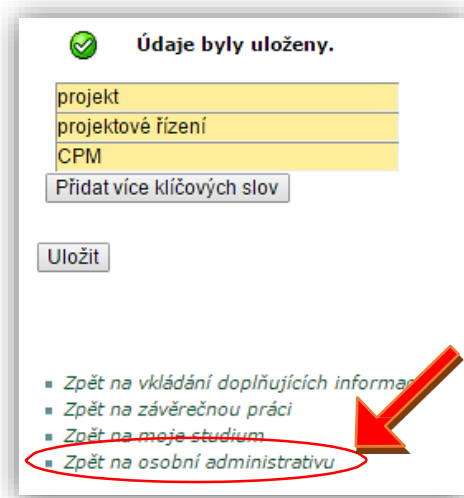 Údaje byly uloženy.
projekt
projektové řízení
CPM
Přidat více klíčových slov
Uložit
Zpět na vkládání doplňujících
Zpět na závěrečnou práci
Zpět na moje studium
Zpět na osobní administrativu